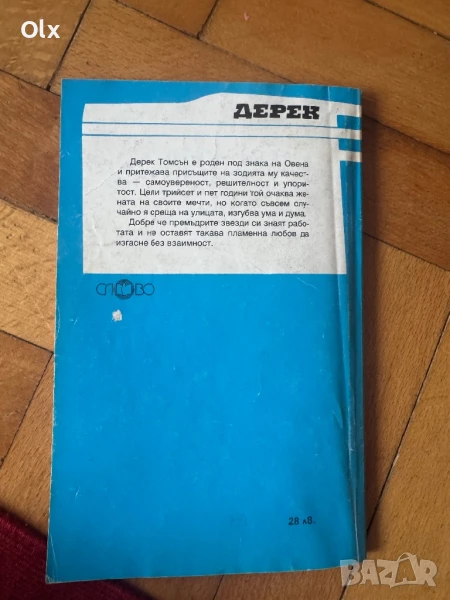 Olx
ДЕРЕК
Дерек Томсън е роден под знака на Овена
и притежава присъщите на зодията му качест-
ва — самоувереност, решителност и упори-
тост. Цели трийсет и пет години той очаква же-
ната на своите мечти, но когато съвсем слу-
чайно я среща на улицата, изгубва ума и дума.
Добре че премъдрите звезди си знаят рабо-
тата и не оставят такава пламенна любов да
изгасне без взаимност.
СЛОВО
28 лв.
BAZAR